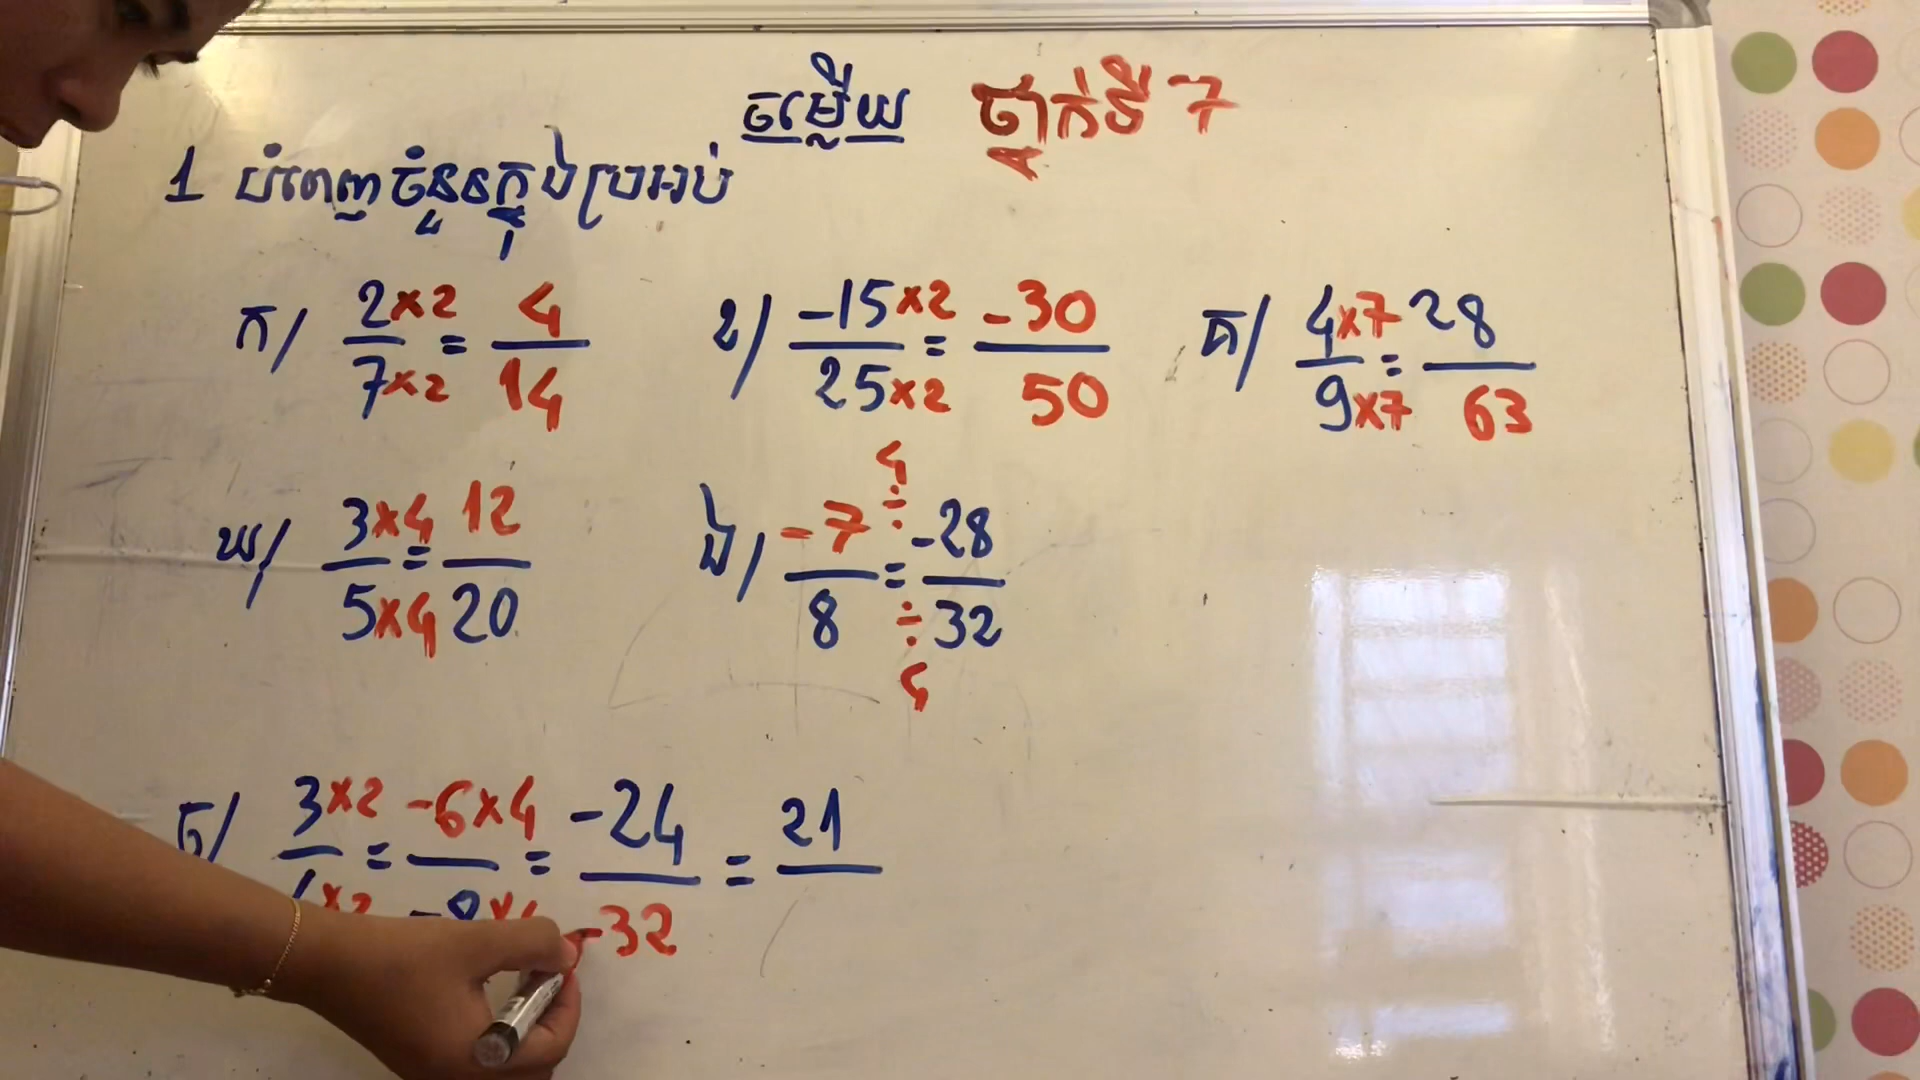 ចម្លើយ ថ្នាក់ទី 7
1 បំពេញចំនួនក្នុងប្រអប់
ក/ 2×2/7×2 = 4/14 ខ/ -15×2/25×2 = -30/50 គ/ 4×7/9×7 = 28/63
ឃ/ 3×4/5×4 = 12/20 ង/ -7/8 = -28÷4/32÷4
ច/ 3×2/×2 = -6×4/-8×4 = -24/-32 = 21/